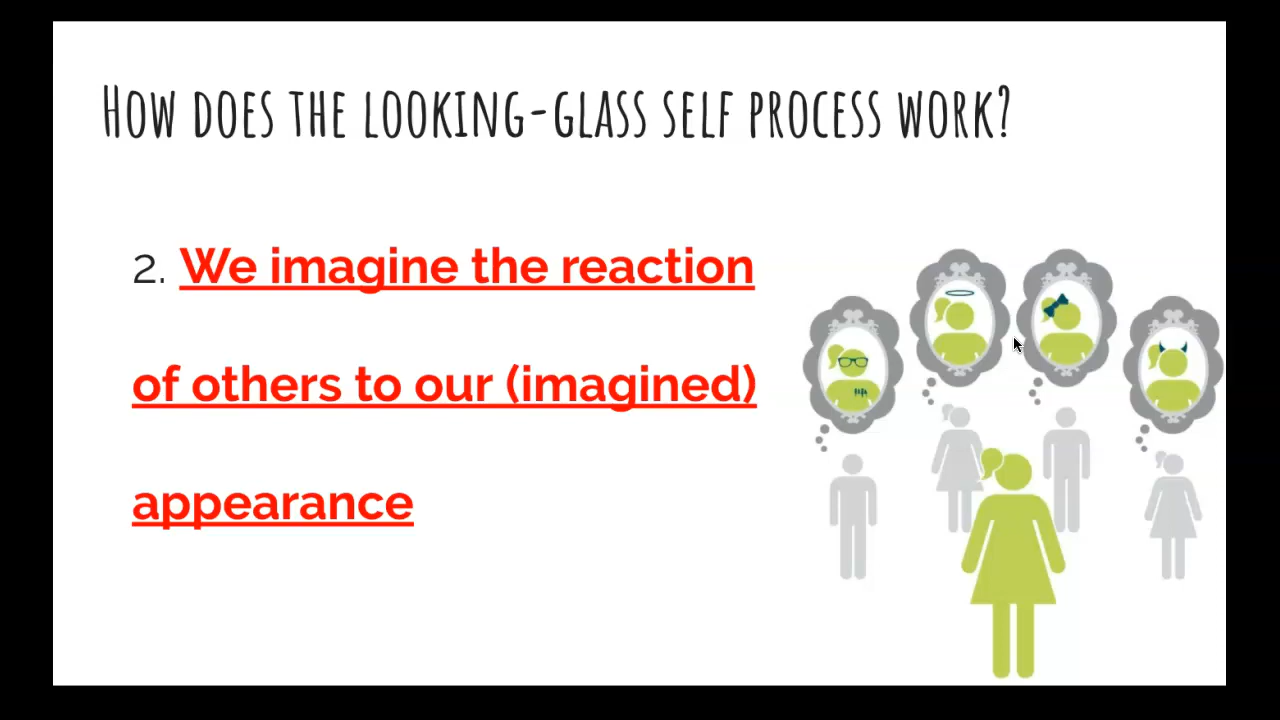 How does the looking-glass self process work?
2. We imagine the reaction
of others to our (imagined)
appearance